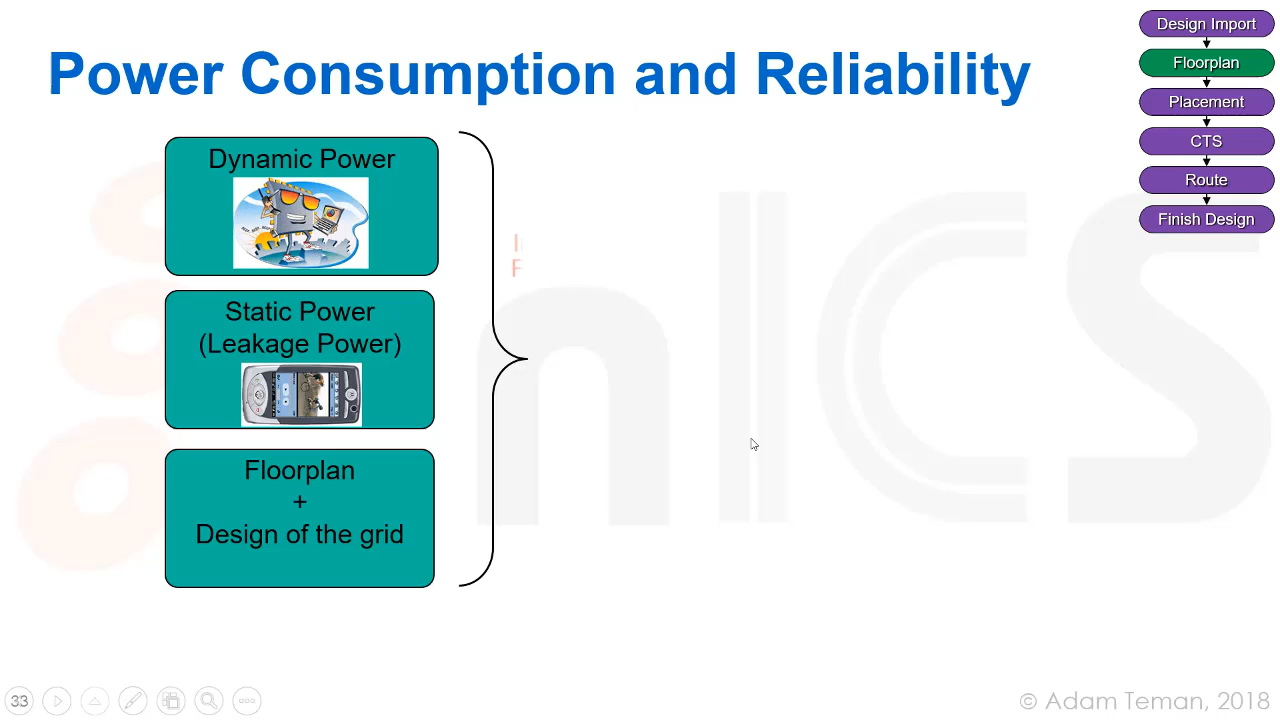 Power Consumption and Reliability
Dynamic Power
Static Power
(Leakage Power)
Floorplan
+
Design of the grid
Design Import
Floorplan
Placement
CTS
Route
Finish Design
33
© Adam Teman, 2018